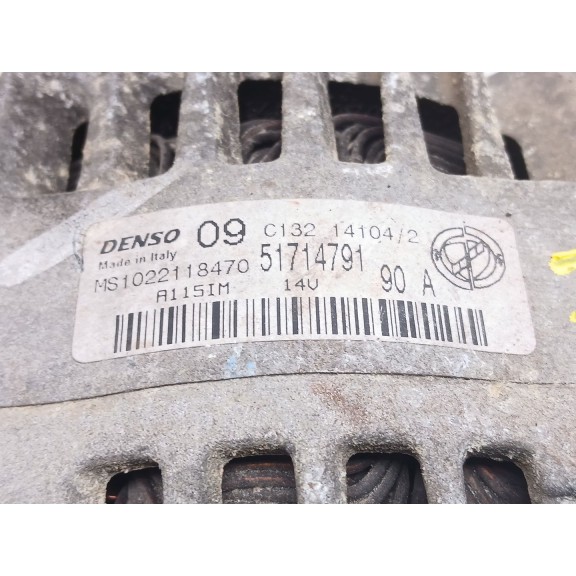 DENSO 09 C132 14104/2
Made in Italy
MS1022118470 51714791 90 A
A115IM 14V